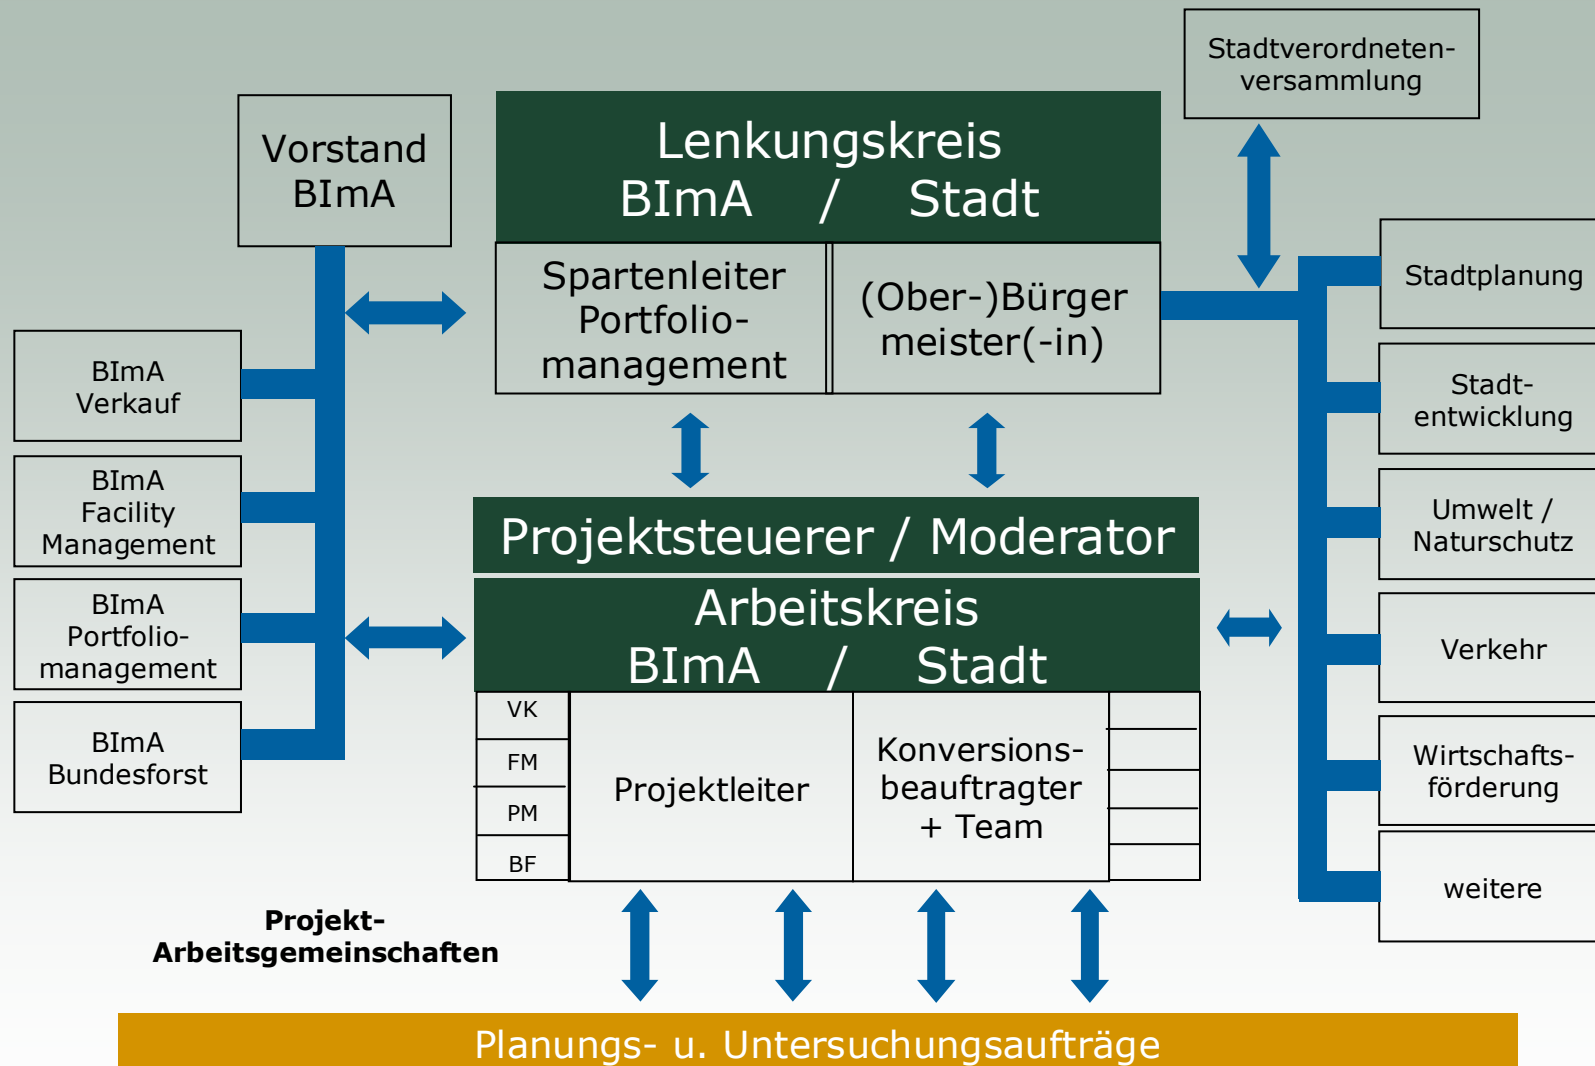 Stadtverordneten-
versammlung
Vorstand
BImA
Lenkungskreis
BImA / Stadt
Spartenleiter
Portfolio-
management
(Ober-)Bürger
meister(-in)
BImA
Verkauf
BImA
Facility
Management
BImA
Portfolio-
management
BImA
Bundesforst
Projektsteuerer / Moderator
Arbeitskreis
BImA / Stadt
VK
FM
PM
BF
Projektleiter
Konversions-
beauftragter
+ Team
Stadtplanung
Stadt-
entwicklung
Umwelt /
Naturschutz
Verkehr
Wirtschafts-
förderung
weitere
Projekt-
Arbeitsgemeinschaften
Planungs- u. Untersuchungsaufträge